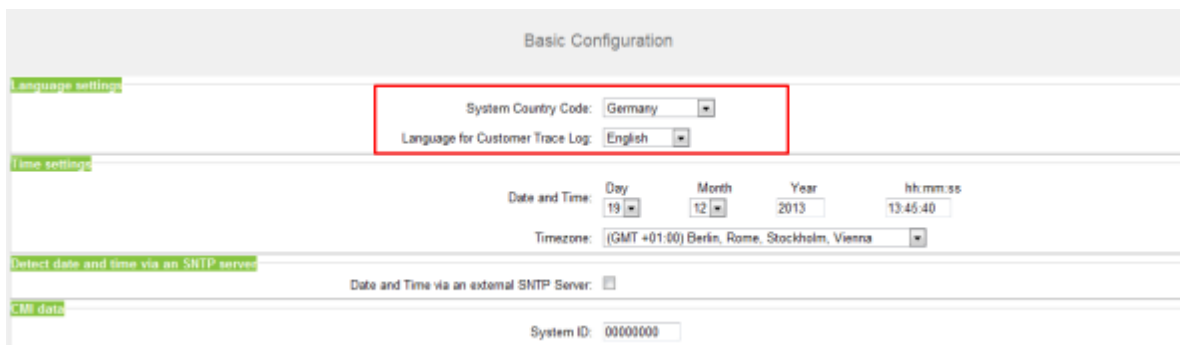 Basic Configuration
Language settings
System Country Code: Germany
Language for Customer Trace Log: English
Time settings
Day Month Year hh:mm:ss
Date and Time: 19 12 2013 13:45:40
Timezone: (GMT +01:00) Berlin, Rome, Stockholm, Vienna
Detect date and time via an SNTP server
Date and Time via an external SNTP Server:
CMI data
System ID: 00000000